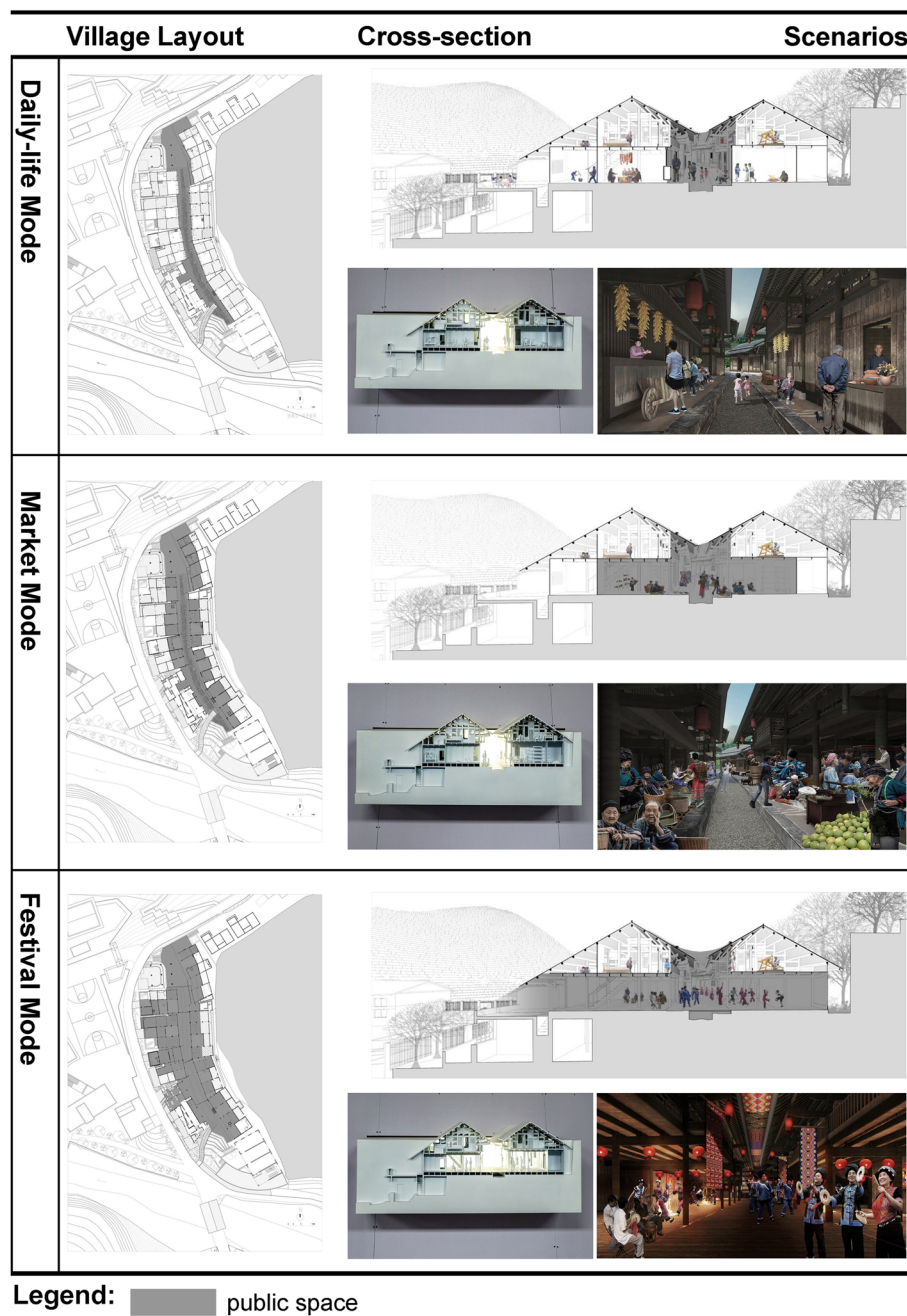 Village Layout Cross-section Scenarios
Daily-life Mode
Market Mode
Festival Mode
Legend: public space